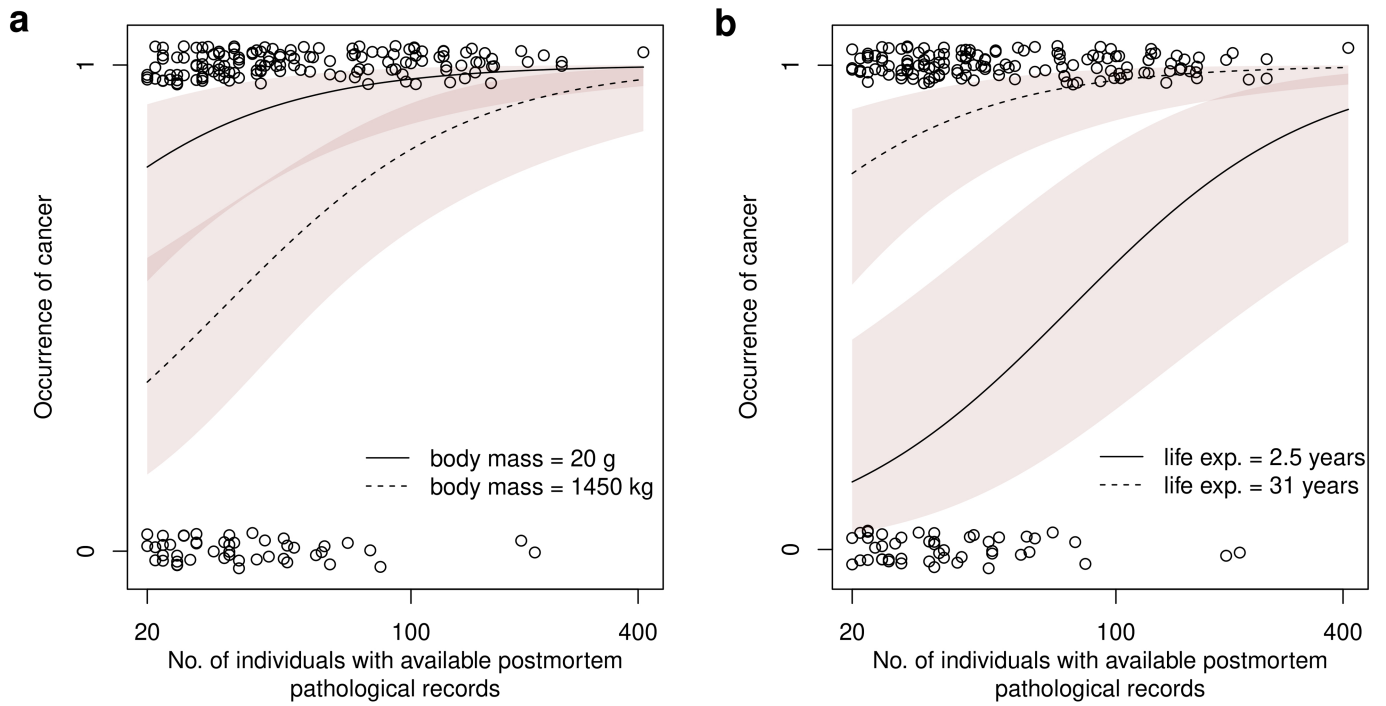 a
Occurrence of cancer
1
0
body mass = 20 g
body mass = 1450 kg
20 100 400
No. of individuals with available postmortem
pathological records
b
Occurrence of cancer
1
0
life exp. = 2.5 years
life exp. = 31 years
20 100 400
No. of individuals with available postmortem
pathological records